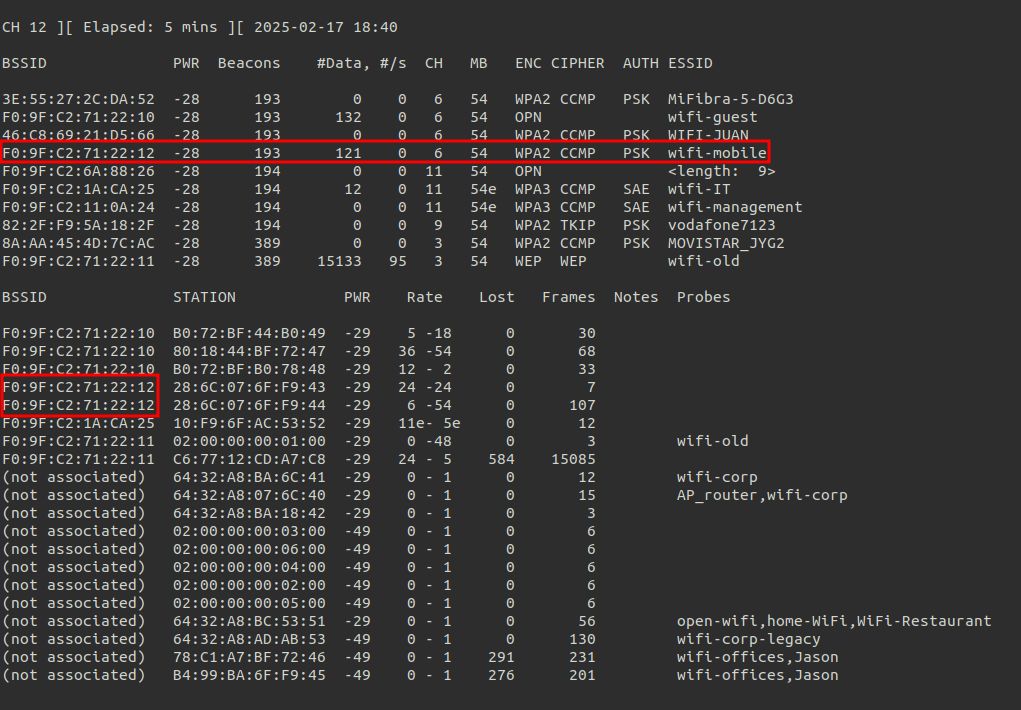 CH 12 ][ Elapsed: 5 mins ][ 2025-02-17 18:40
BSSID PWR Beacons #Data, #/s CH MB ENC CIPHER AUTH ESSID
3E:55:27:2C:DA:52 -28 193 0 0 6 54 WPA2 CCMP PSK MiFibra-5-D6G3
F0:9F:C2:71:22:10 -28 193 132 0 6 54 OPN wifi-guest
46:C8:69:21:D5:66 -28 193 0 0 6 54 WPA2 CCMP PSK WIFI-JUAN
F0:9F:C2:71:22:12 -28 193 121 0 6 54 WPA2 CCMP PSK wifi-mobile
F0:9F:C2:6A:88:26 -28 194 0 0 11 54 OPN <length: 9>
F0:9F:C2:1A:CA:25 -28 194 12 0 11 54e WPA3 CCMP SAE wifi-IT
F0:9F:C2:11:0A:24 -28 194 0 0 11 54e WPA3 CCMP SAE wifi-management
82:2F:F9:5A:18:2F -28 194 0 0 9 54 WPA2 TKIP PSK vodafone7123
8A:AA:45:4D:7C:AC -28 389 0 0 3 54 WPA2 CCMP PSK MOVISTAR_JYG2
F0:9F:C2:71:22:11 -28 389 15133 95 3 54 WEP WEP wifi-old
BSSID STATION PWR Rate Lost Frames Notes Probes
F0:9F:C2:71:22:10 B0:72:BF:44:B0:49 -29 5 -18 0 30
F0:9F:C2:71:22:10 80:18:44:BF:72:47 -29 36 -54 0 68
F0:9F:C2:71:22:10 B0:72:BF:B0:78:48 -29 12 - 2 0 33
F0:9F:C2:71:22:12 28:6C:07:6F:F9:43 -29 24 -24 0 7
F0:9F:C2:71:22:12 28:6C:07:6F:F9:44 -29 6 -54 0 107
F0:9F:C2:1A:CA:25 10:F9:6F:AC:53:52 -29 11e- 5e 0 12
F0:9F:C2:71:22:11 02:00:00:00:01:00 -29 0 -48 0 3 wifi-old
F0:9F:C2:71:22:11 C6:77:12:CD:A7:C8 -29 24 - 5 584 15085
(not associated) 64:32:A8:BA:6C:41 -29 0 - 1 0 12 wifi-corp
(not associated) 64:32:A8:07:6C:40 -29 0 - 1 0 15 AP_router,wifi-corp
(not associated) 64:32:A8:BA:18:42 -29 0 - 1 0 3
(not associated) 02:00:00:00:03:00 -49 0 - 1 0 6
(not associated) 02:00:00:00:06:00 -49 0 - 1 0 6
(not associated) 02:00:00:00:04:00 -49 0 - 1 0 6
(not associated) 02:00:00:00:02:00 -49 0 - 1 0 6
(not associated) 02:00:00:00:05:00 -49 0 - 1 0 6
(not associated) 64:32:A8:BC:53:51 -29 0 - 1 0 56 open-wifi,home-WiFi,WiFi-Restaurant
(not associated) 64:32:A8:AD:AB:53 -49 0 - 1 0 130 wifi-corp-legacy
(not associated) 78:C1:A7:BF:72:46 -49 0 - 1 291 231 wifi-offices,Jason
(not associated) B4:99:BA:6F:F9:45 -49 0 - 1 276 201 wifi-offices,Jason